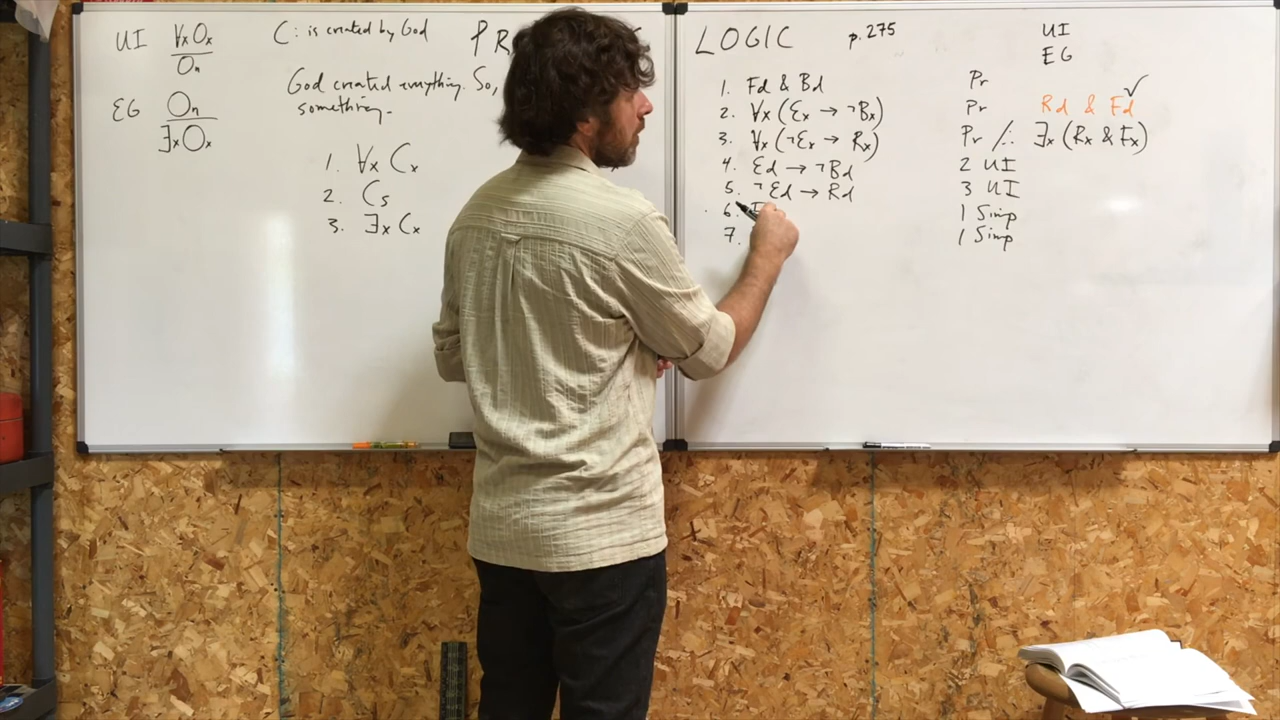 UI ∀x Ox
On
EG On
∃x Ox
C: is created by God
God created everything. So,
something.
1. ∀x Cx
2. Cs
3. ∃x Cx
LOGIC p.275
UI
EG
1. Fd & Bd Pr
2. ∀x (Ex → ¬Bx) Pr Rd & Fd ✓
3. ∀x (¬Ex → Rx) Pr /∴ ∃x (Rx & Fx)
4. Ed → ¬Bd 2 UI
5. ¬Ed → Rd 3 UI
6. 1 Simp
7. 1 Simp